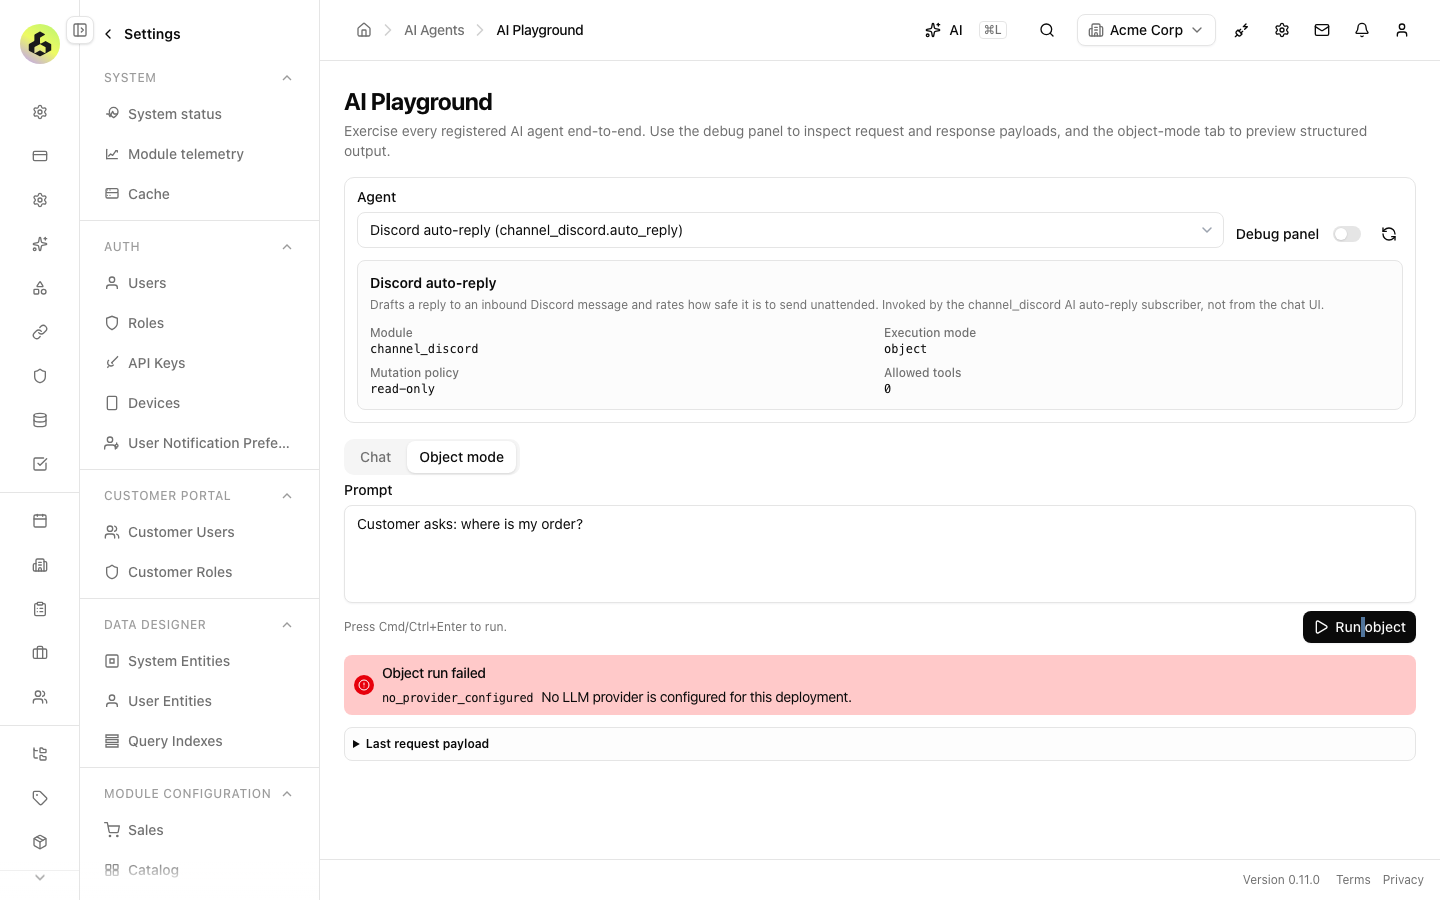 Settings
SYSTEM
System status
Module telemetry
Cache
AUTH
Users
Roles
API Keys
Devices
User Notification Prefe...
CUSTOMER PORTAL
Customer Users
Customer Roles
DATA DESIGNER
System Entities
User Entities
Query Indexes
MODULE CONFIGURATION
Sales
Catalog
AI Agents
AI Playground
AI
⌘L
Acme Corp
AI Playground
Exercise every registered AI agent end-to-end. Use the debug panel to inspect request and response payloads, and the object-mode tab to preview structured
output.
Agent
Discord auto-reply (channel_discord.auto_reply)
Debug panel
Discord auto-reply
Drafts a reply to an inbound Discord message and rates how safe it is to send unattended. Invoked by the channel_discord AI auto-reply subscriber, not from the chat UI.
Module
channel_discord
Execution mode
object
Mutation policy
read-only
Allowed tools
0
Chat
Object mode
Prompt
Customer asks: where is my order?
Press Cmd/Ctrl+Enter to run.
Run object
Object run failed
no_provider_configured No LLM provider is configured for this deployment.
Last request payload
Version 0.11.0
Terms
Privacy